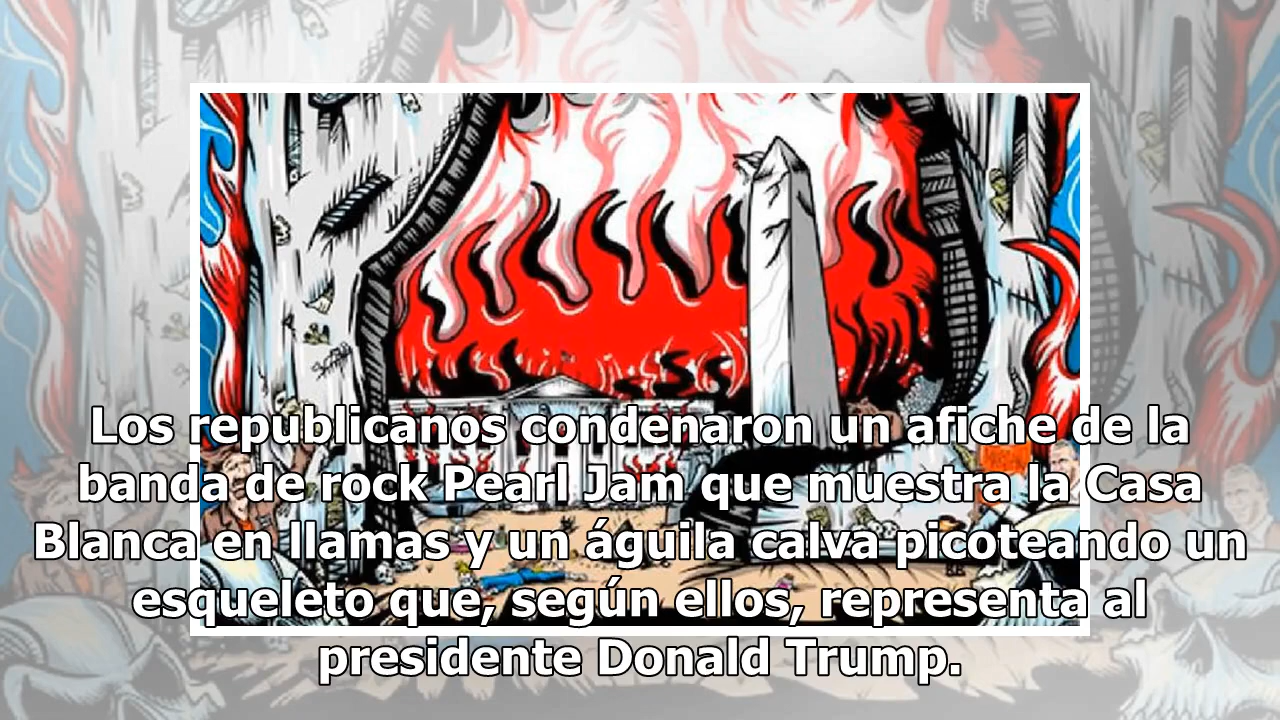 Los republicanos condenaron un afiche de la
banda de rock Pearl Jam que muestra la Casa
Blanca en llamas y un águila calva picoteando un
esqueleto que, según ellos, representa al
presidente Donald Trump.